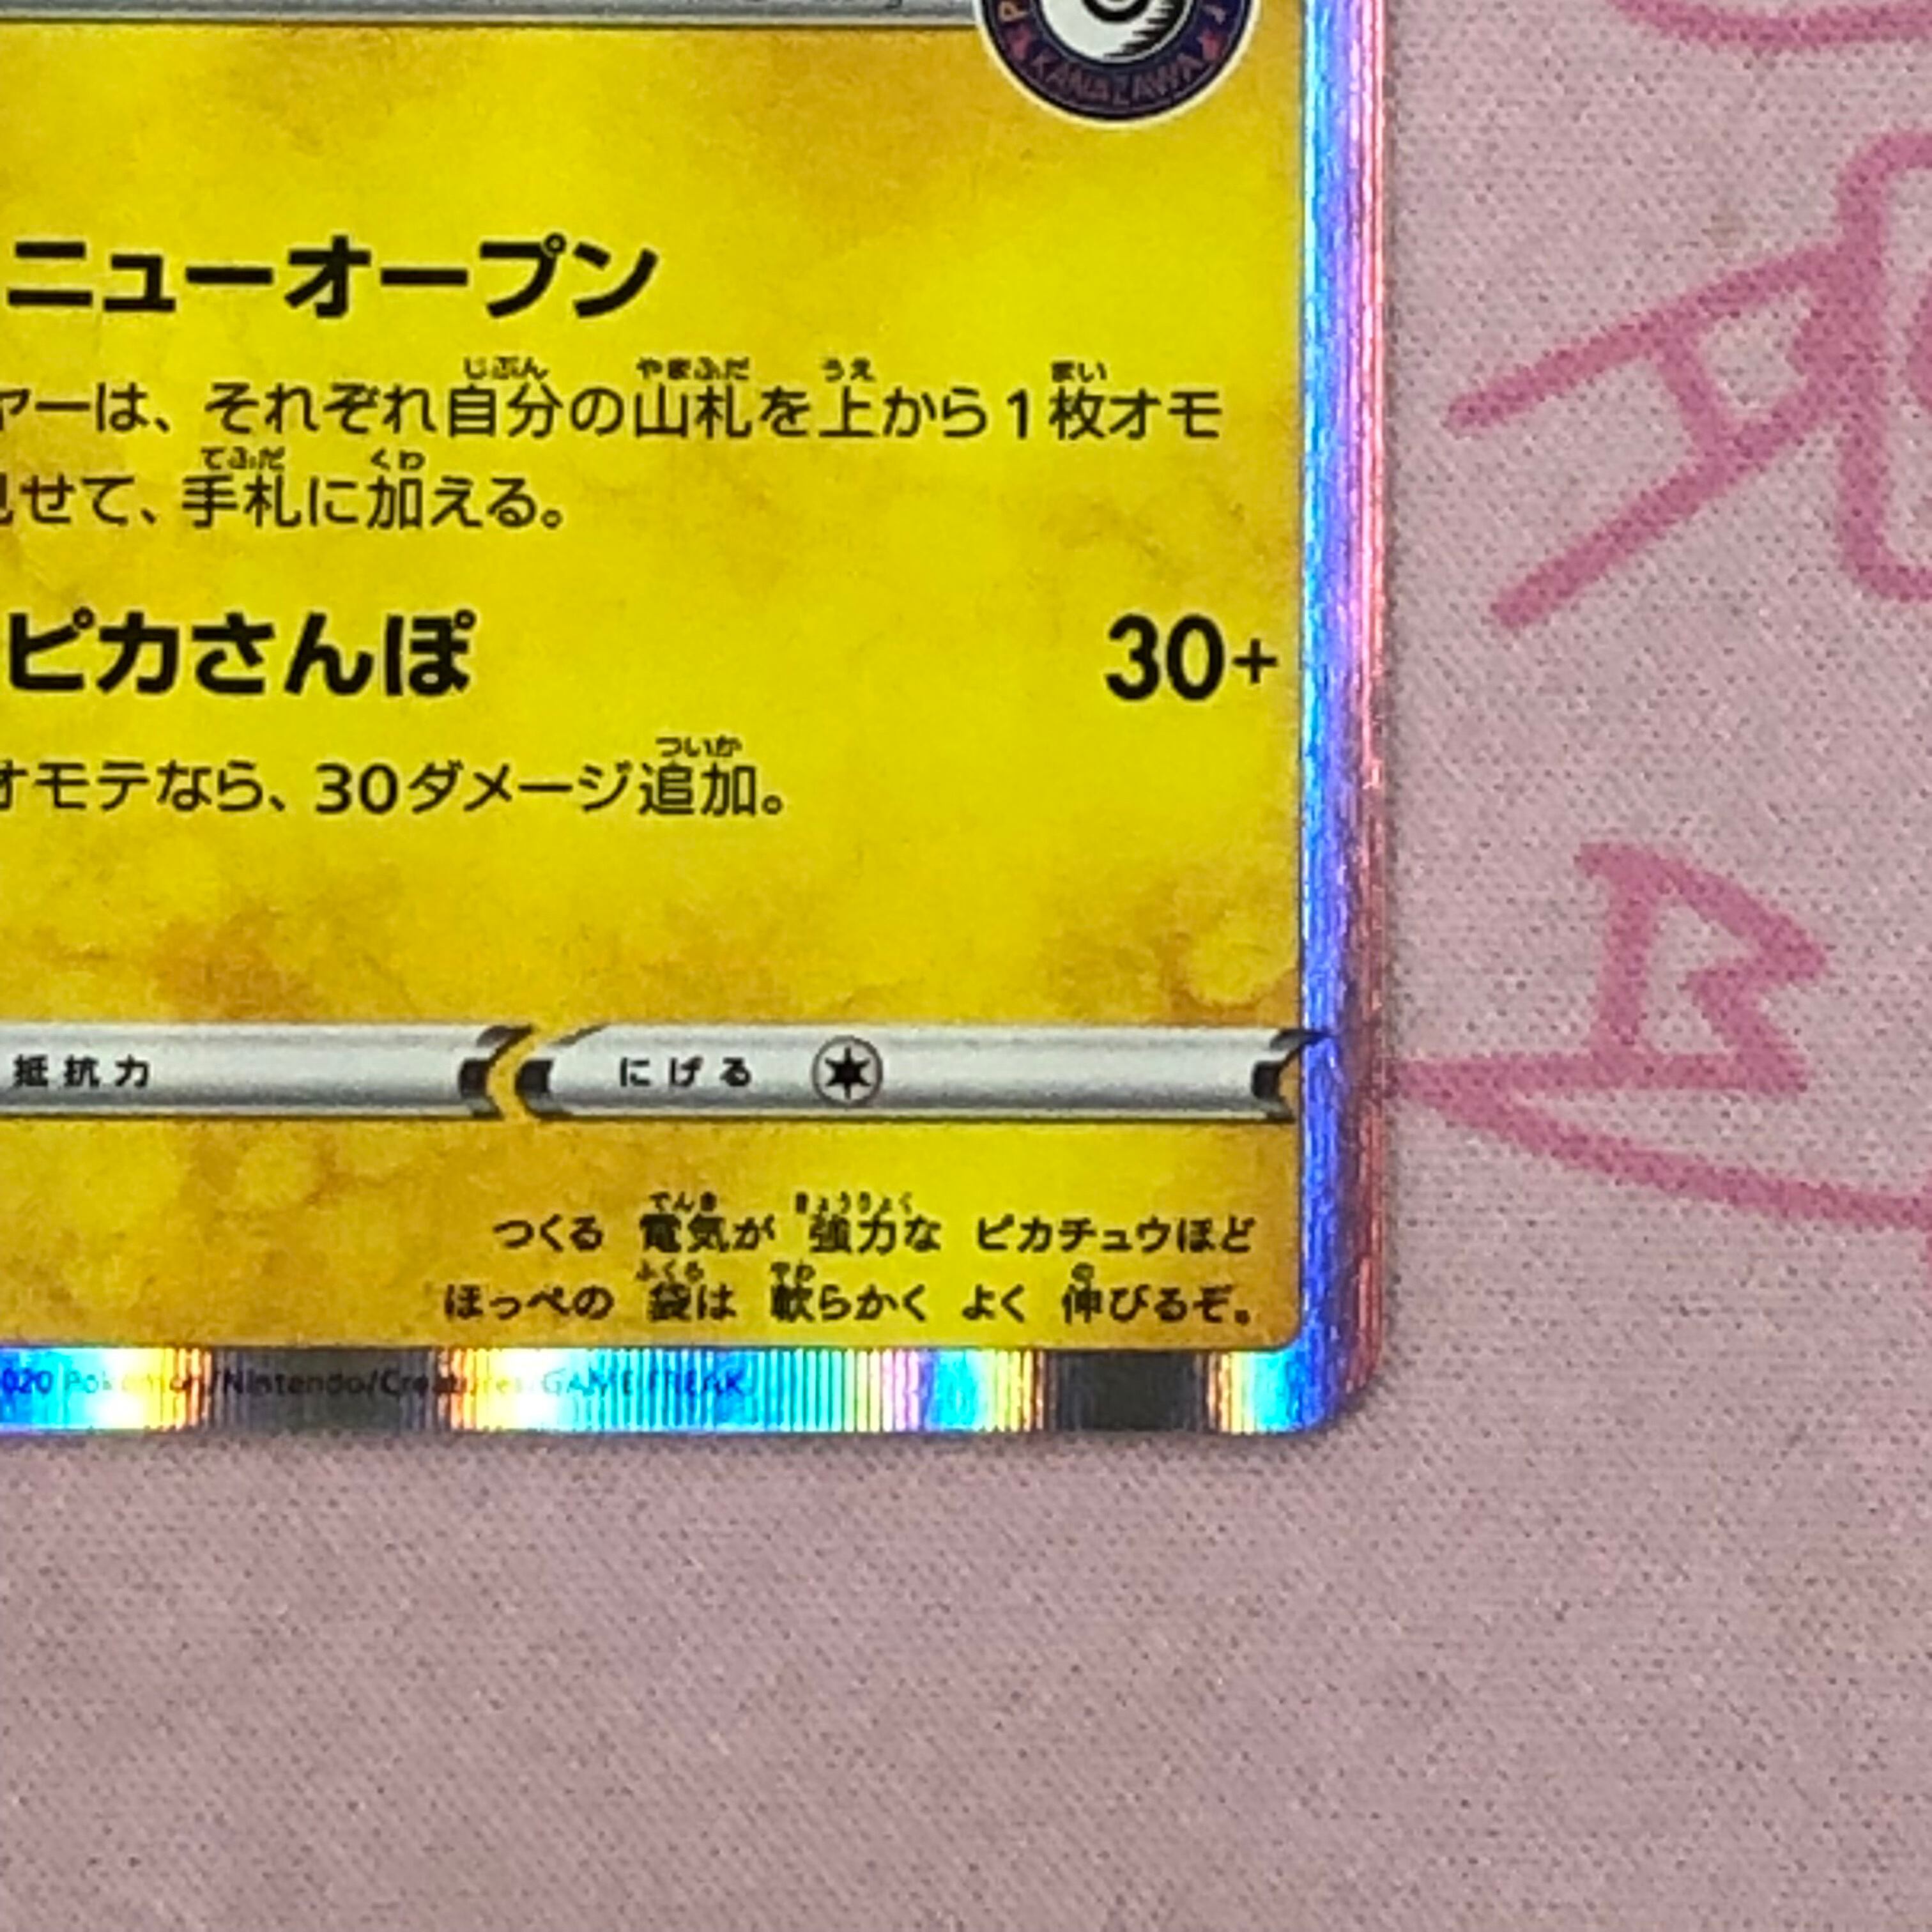 KANAZAWA
ニューオープン
ャーは、それぞれ自分の山札を上から1枚オモ
見せて、手札に加える。
ピカさんぽ 30+
オモテなら、30ダメージ追加。
抵抗力 にげる
つくる 電気が 強力な ピカチュウほど
ほっぺの 袋は 軟らかく よく 伸びるぞ。
2020 Pokémon/Nintendo/Creatures/GAME FREAK